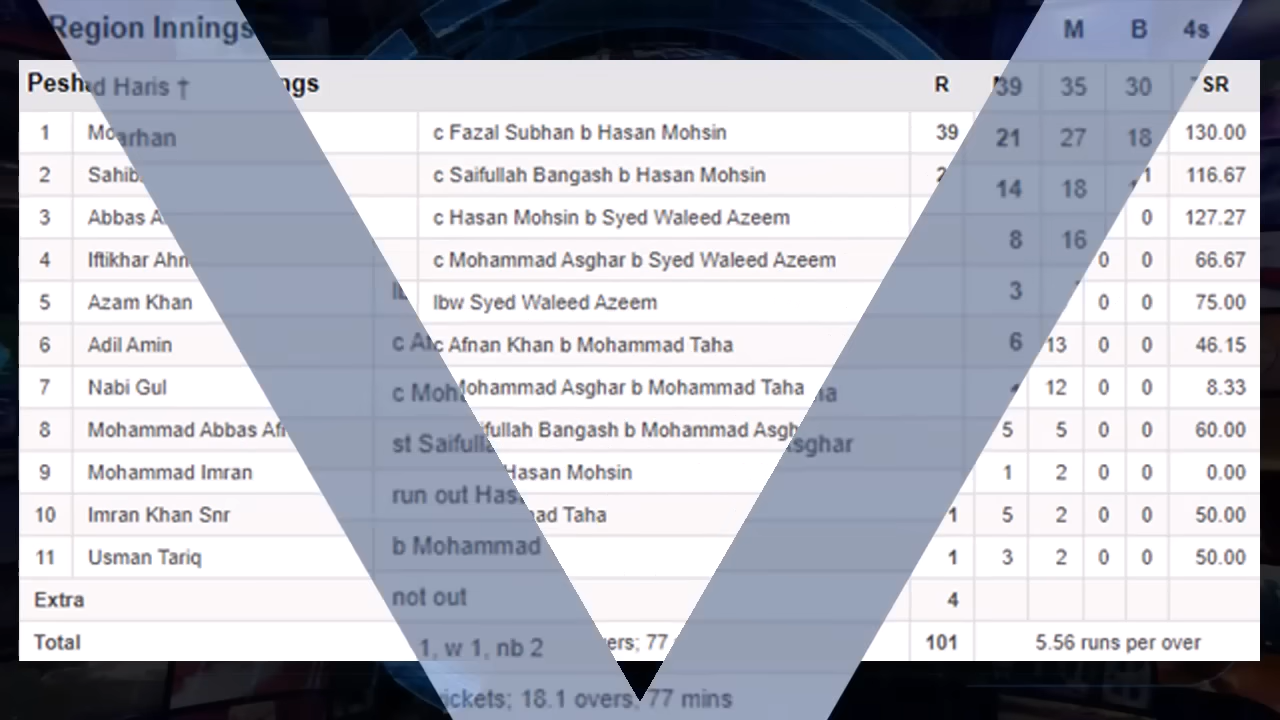 Region Innings M B 4s
Pesh ngs R SR
d Haris † 39 35 30
1 Mo c Fazal Subhan b Hasan Mohsin 39 130.00
arhan 21 27 18
2 Sahib c Saifullah Bangash b Hasan Mohsin 2 1 116.67
14 18
3 Abbas A c Hasan Mohsin b Syed Waleed Azeem 0 127.27
8 16
4 Iftikhar Ahm c Mohammad Asghar b Syed Waleed Azeem 0 0 66.67
3
5 Azam Khan lbw Syed Waleed Azeem 0 0 75.00
c A 6
6 Adil Amin c Afnan Khan b Mohammad Taha 13 0 0 46.15
7 Nabi Gul Mohammad Asghar b Mohammad Taha 12 0 0 8.33
c Moh ha
8 Mohammad Abbas Afr ifullah Bangash b Mohammad Asgh 5 5 0 0 60.00
st Saifulla sghar
9 Mohammad Imran Hasan Mohsin 1 2 0 0 0.00
run out Has
10 Imran Khan Snr ad Taha 1 5 2 0 0 50.00
b Mohammad
11 Usman Tariq 1 3 2 0 0 50.00
not out
Extra 4
1, w 1, nb 2
Total ers; 77 101 5.56 runs per over
ickets; 18.1 overs; 77 mins